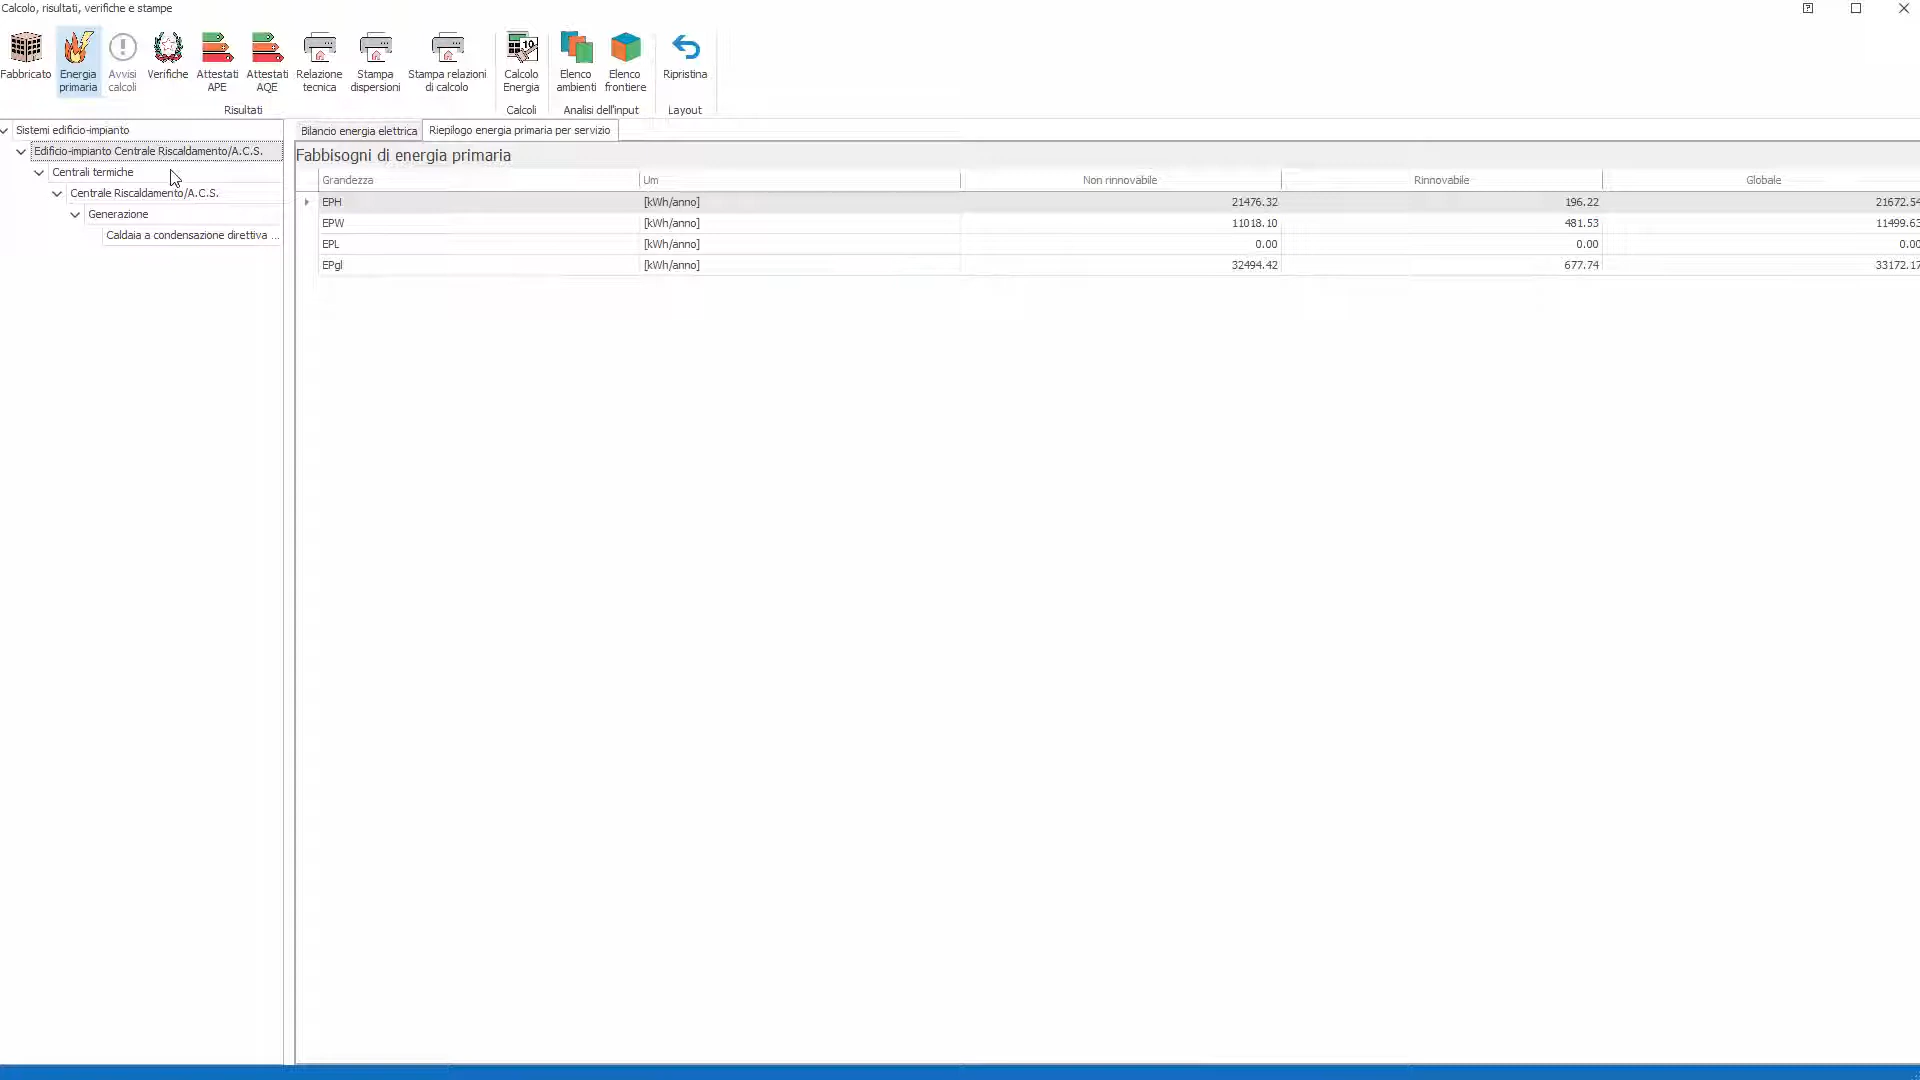 Calcolo, risultati, verifiche e stampe
Fabbricato
Energia primaria
Avvisi calcoli
Verifiche
Attestati APE
Attestati AQE
Relazione tecnica
Stampa dispersioni
Stampa relazioni di calcolo
Calcolo Energia
Elenco ambienti
Elenco frontiere
Ripristina
Risultati
Calcoli
Analisi dell'input
Layout
Sistemi edificio-impianto
Edificio-impianto Centrale Riscaldamento/A.C.S.
Centrali termiche
Centrale Riscaldamento/A.C.S.
Generazione
Caldaia a condensazione direttiva ...
Bilancio energia elettrica
Riepilogo energia primaria per servizio
Fabbisogni di energia primaria
Grandezza Um Non rinnovabile Rinnovabile Globale
EPH [kWh/anno] 21476.32 196.22 21672.54
EPW [kWh/anno] 11018.10 481.53 11499.63
EPL [kWh/anno] 0.00 0.00 0.00
EPgl [kWh/anno] 32494.42 677.74 33172.17